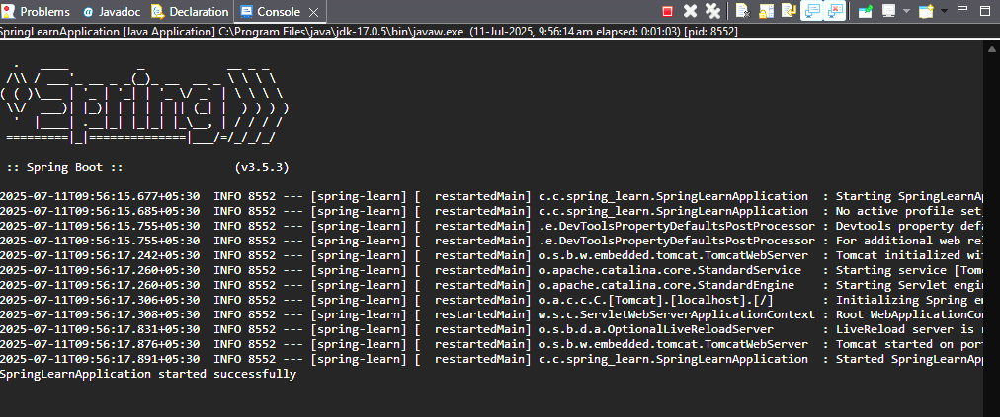 Problems @ Javadoc Declaration Console
SpringLearnApplication [Java Application] C:\Program Files\java\jdk-17.0.5\bin\javaw.exe (11-Jul-2025, 9:56:14 am elapsed: 0:01:03) [pid: 8552]
  .   ____          _            __ _ _
 /\\ / ___'_ __ _ _(_)_ __  __ _ \ \ \ \
( ( )\___ | '_ | '_| | '_ \/ _` | \ \ \ \
 \\/  ___)| |_)| | | | | || (_| |  ) ) ) )
  '  |____| .__|_| |_|_| |_\__, | / / / /
 =========|_|==============|___/=/_/_/_/
:: Spring Boot :: (v3.5.3)
2025-07-11T09:56:15.677+05:30 INFO 8552 --- [spring-learn] [ restartedMain] c.c.spring_learn.SpringLearnApplication : Starting SpringLearnA
2025-07-11T09:56:15.685+05:30 INFO 8552 --- [spring-learn] [ restartedMain] c.c.spring_learn.SpringLearnApplication : No active profile set
2025-07-11T09:56:15.755+05:30 INFO 8552 --- [spring-learn] [ restartedMain] .e.DevToolsPropertyDefaultsPostProcessor : Devtools property defa
2025-07-11T09:56:15.755+05:30 INFO 8552 --- [spring-learn] [ restartedMain] .e.DevToolsPropertyDefaultsPostProcessor : For additional web rel
2025-07-11T09:56:17.242+05:30 INFO 8552 --- [spring-learn] [ restartedMain] o.s.b.w.embedded.tomcat.TomcatWebServer : Tomcat initialized wit
2025-07-11T09:56:17.260+05:30 INFO 8552 --- [spring-learn] [ restartedMain] o.apache.catalina.core.StandardService : Starting service [Tomc
2025-07-11T09:56:17.260+05:30 INFO 8552 --- [spring-learn] [ restartedMain] o.apache.catalina.core.StandardEngine : Starting Servlet engin
2025-07-11T09:56:17.306+05:30 INFO 8552 --- [spring-learn] [ restartedMain] o.a.c.c.C.[Tomcat].[localhost].[/] : Initializing Spring em
2025-07-11T09:56:17.308+05:30 INFO 8552 --- [spring-learn] [ restartedMain] w.s.c.ServletWebServerApplicationContext : Root WebApplicationCon
2025-07-11T09:56:17.831+05:30 INFO 8552 --- [spring-learn] [ restartedMain] o.s.b.d.a.OptionalLiveReloadServer : LiveReload server is r
2025-07-11T09:56:17.876+05:30 INFO 8552 --- [spring-learn] [ restartedMain] o.s.b.w.embedded.tomcat.TomcatWebServer : Tomcat started on port
2025-07-11T09:56:17.891+05:30 INFO 8552 --- [spring-learn] [ restartedMain] c.c.spring_learn.SpringLearnApplication : Started SpringLearnApp
SpringLearnApplication started successfully